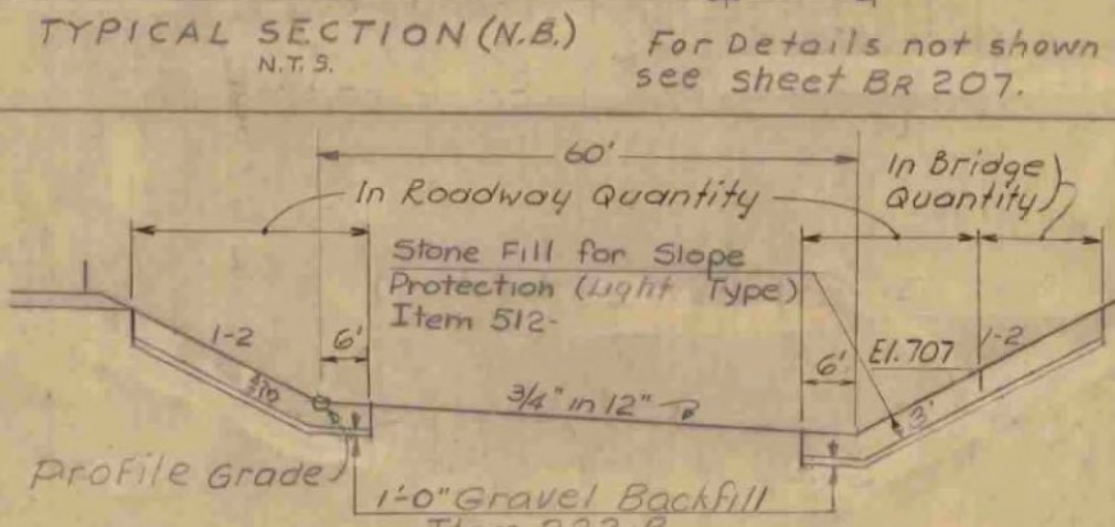 TYPICAL SECTION (N.B.)
N.T.S.
For Details not shown
see sheet BR 207.
60'
In Roadway Quantity
In Bridge
Quantity
Stone Fill for Slope
Protection (Light Type)
Item 512-
1-2
6'
3/4" in 12"
6'
El. 707
1-2
3'
Profile Grade
1'-0" Gravel Backfill
Item